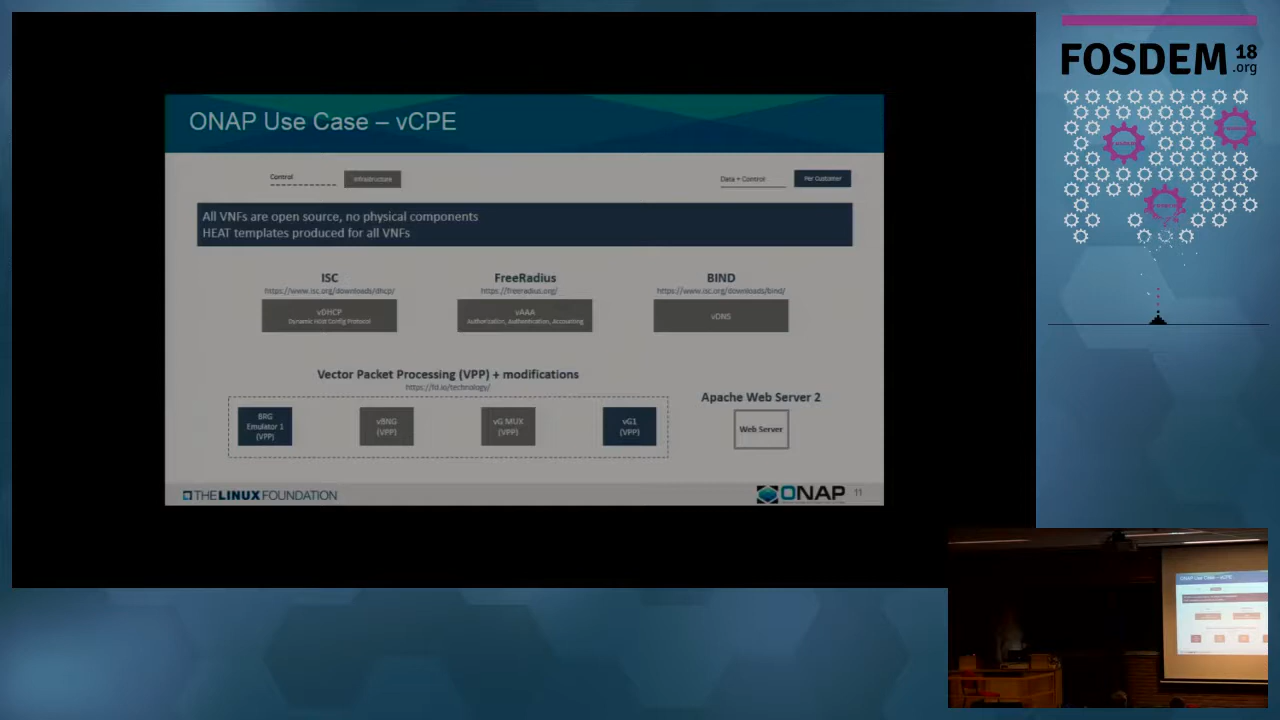 ONAP Use Case – vCPE
Control
Infrastructure
Data + Control
Per Customer
All VNFs are open source, no physical components
HEAT templates produced for all VNFs
ISC
https://www.isc.org/downloads/dhcp/
vDHCP
Dynamic Host Config Protocol
FreeRadius
https://freeradius.org/
vAAA
Authorization, Authentication, Accounting
BIND
https://www.isc.org/downloads/bind/
vDNS
Vector Packet Processing (VPP) + modifications
https://fd.io/technology/
BRG
Emulator 1
(VPP)
vBNG
(VPP)
vG MUX
(VPP)
vG1
(VPP)
Apache Web Server 2
Web Server
THE LINUX FOUNDATION
ONAP
11
FOSDEM 18
.org
ONAP Use Case – vCPE